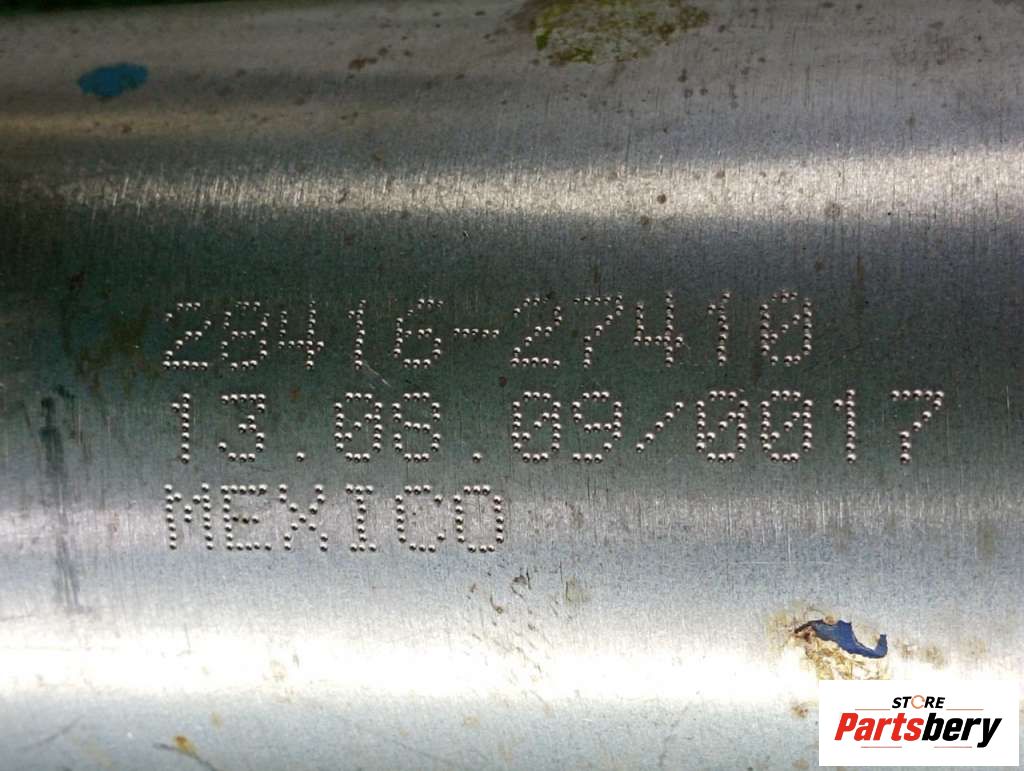 28416-27410
13.08.09/0017
MEXICO
STORE
Partsbery